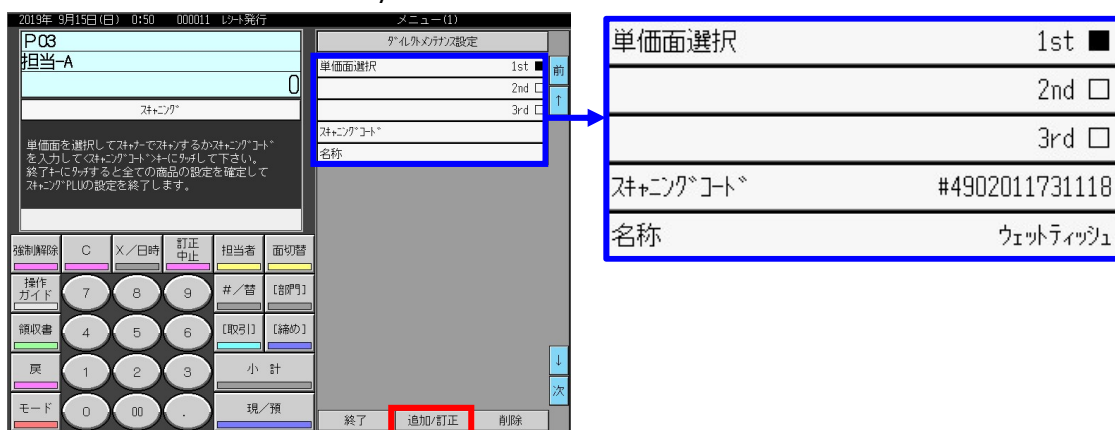 2019年 9月15日(日) 0:50 000011 ﾚｼｰﾄ発行 メニュー(1)
P03
担当-A
0
ｽｷｬﾆﾝｸﾞ
単価面を選択してｽｷｬﾅｰでｽｷｬﾝするかｽｷｬﾆﾝｸﾞｺｰﾄﾞ
を入力して<ｽｷｬﾆﾝｸﾞｺｰﾄﾞ>ｷｰにﾀｯﾁして下さい。
終了ｷｰにﾀｯﾁすると全ての商品の設定を確定して
ｽｷｬﾆﾝｸﾞPLUの設定を終了します。
ﾀﾞｲﾚｸﾄﾒﾝﾃﾅﾝｽ設定
単価面選択 1st ■
2nd □
3rd □
ｽｷｬﾆﾝｸﾞｺｰﾄﾞ
名称
前
↑
↓
次
強制解除 C X／日時 訂正中止 担当者 面切替
操作ガイド 7 8 9 #／替 [部門]
領収書 4 5 6 [取引] [締め]
戻 1 2 3 小計
モード 0 00 . 現／預
終了 追加/訂正 削除
単価面選択 1st ■
2nd □
3rd □
ｽｷｬﾆﾝｸﾞｺｰﾄﾞ #4902011731118
名称 ｳｪｯﾄﾃｨｯｼｭ